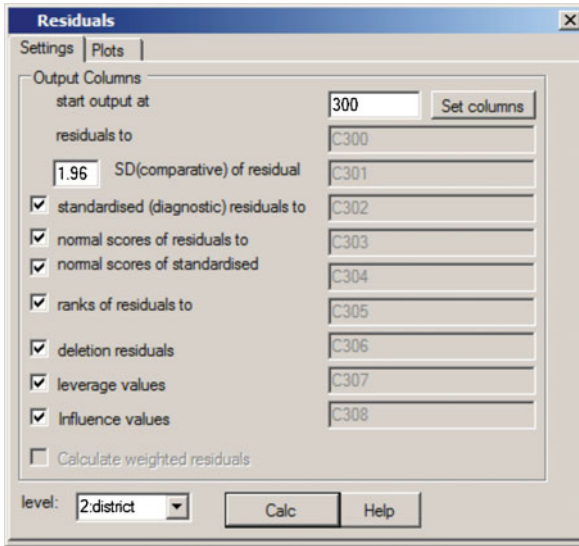 Residuals
Settings Plots
Output Columns
start output at 300 Set columns
residuals to C300
1.96 SD(comparative) of residual C301
standardised (diagnostic) residuals to C302
normal scores of residuals to C303
normal scores of standardised C304
ranks of residuals to C305
deletion residuals C306
leverage values C307
Influence values C308
Calculate weighted residuals
level: 2:district Calc Help